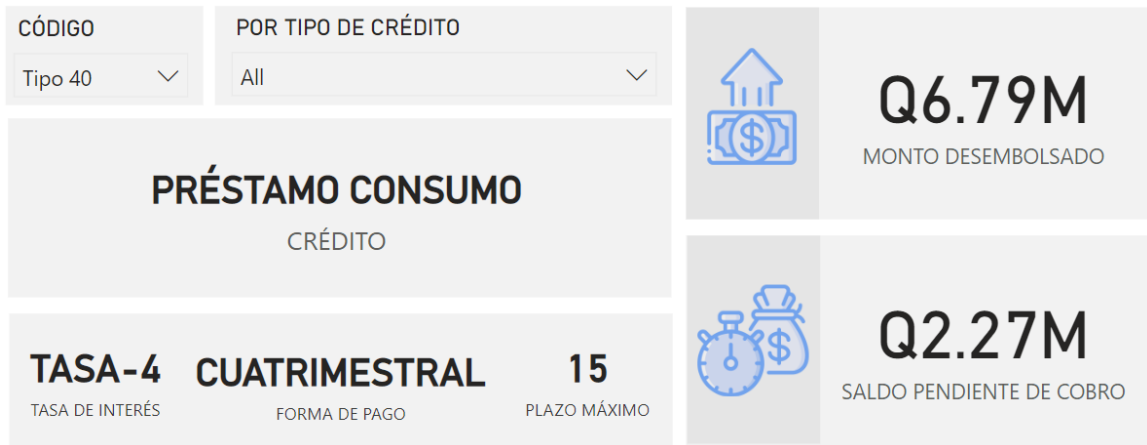 CÓDIGO
Tipo 40
POR TIPO DE CRÉDITO
All
PRÉSTAMO CONSUMO
CRÉDITO
TASA-4
TASA DE INTERÉS
CUATRIMESTRAL
FORMA DE PAGO
15
PLAZO MÁXIMO
$
Q6.79M
MONTO DESEMBOLSADO
$
Q2.27M
SALDO PENDIENTE DE COBRO